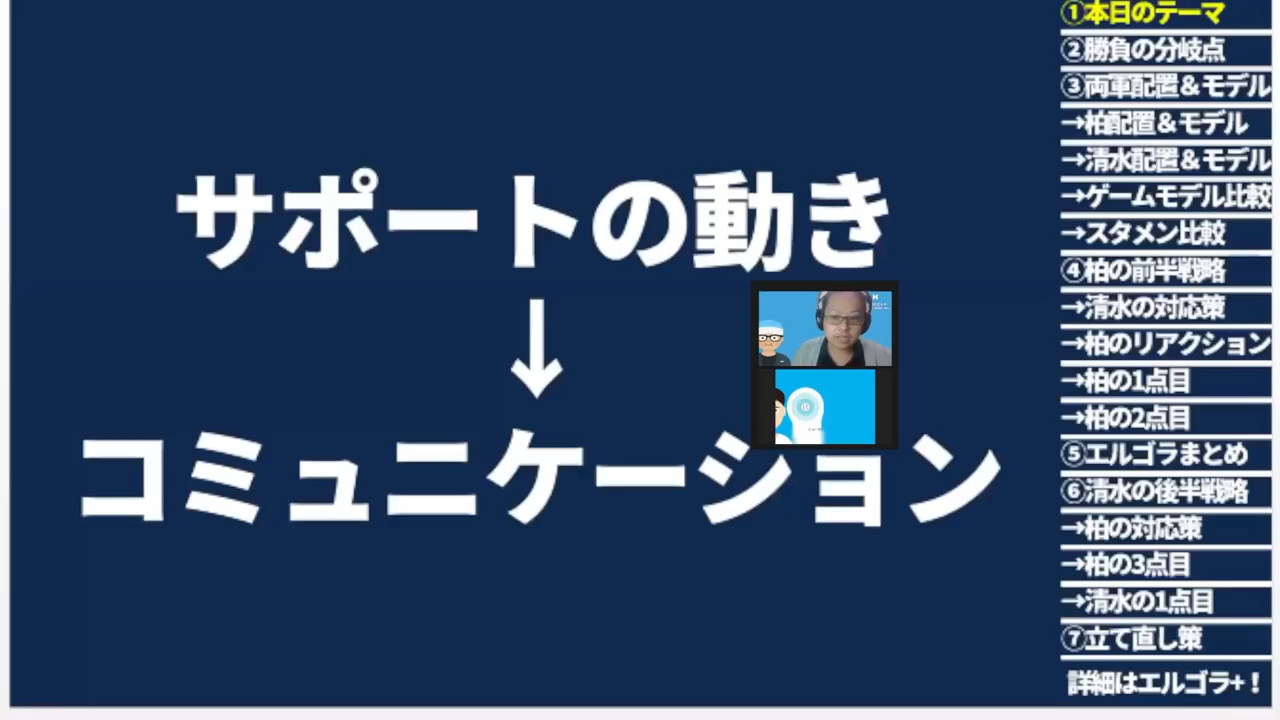 サポートの動き
↓
コミュニケーション
①本日のテーマ
②勝負の分岐点
③両軍配置＆モデル
→柏配置＆モデル
→清水配置＆モデル
→ゲームモデル比較
→スタメン比較
④柏の前半戦略
→清水の対応策
→柏のリアクション
→柏の1点目
→柏の2点目
⑤エルゴラまとめ
⑥清水の後半戦略
→柏の対応策
→柏の3点目
→清水の1点目
⑦立て直し策
詳細はエルゴラ+！